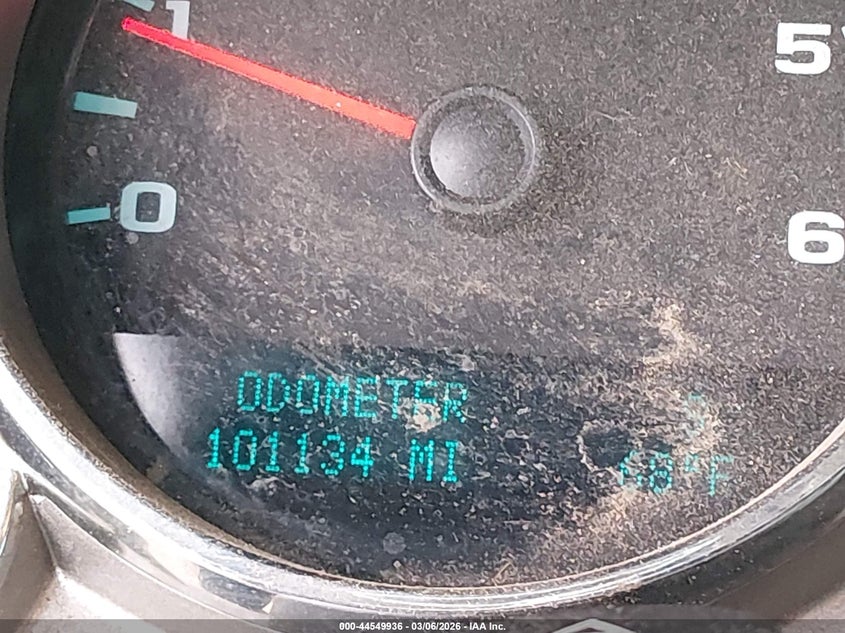 1
5
0
6
ODOMETER
101134 MI
68°F
000-44549936 - 03/06/2026 - IAA Inc.